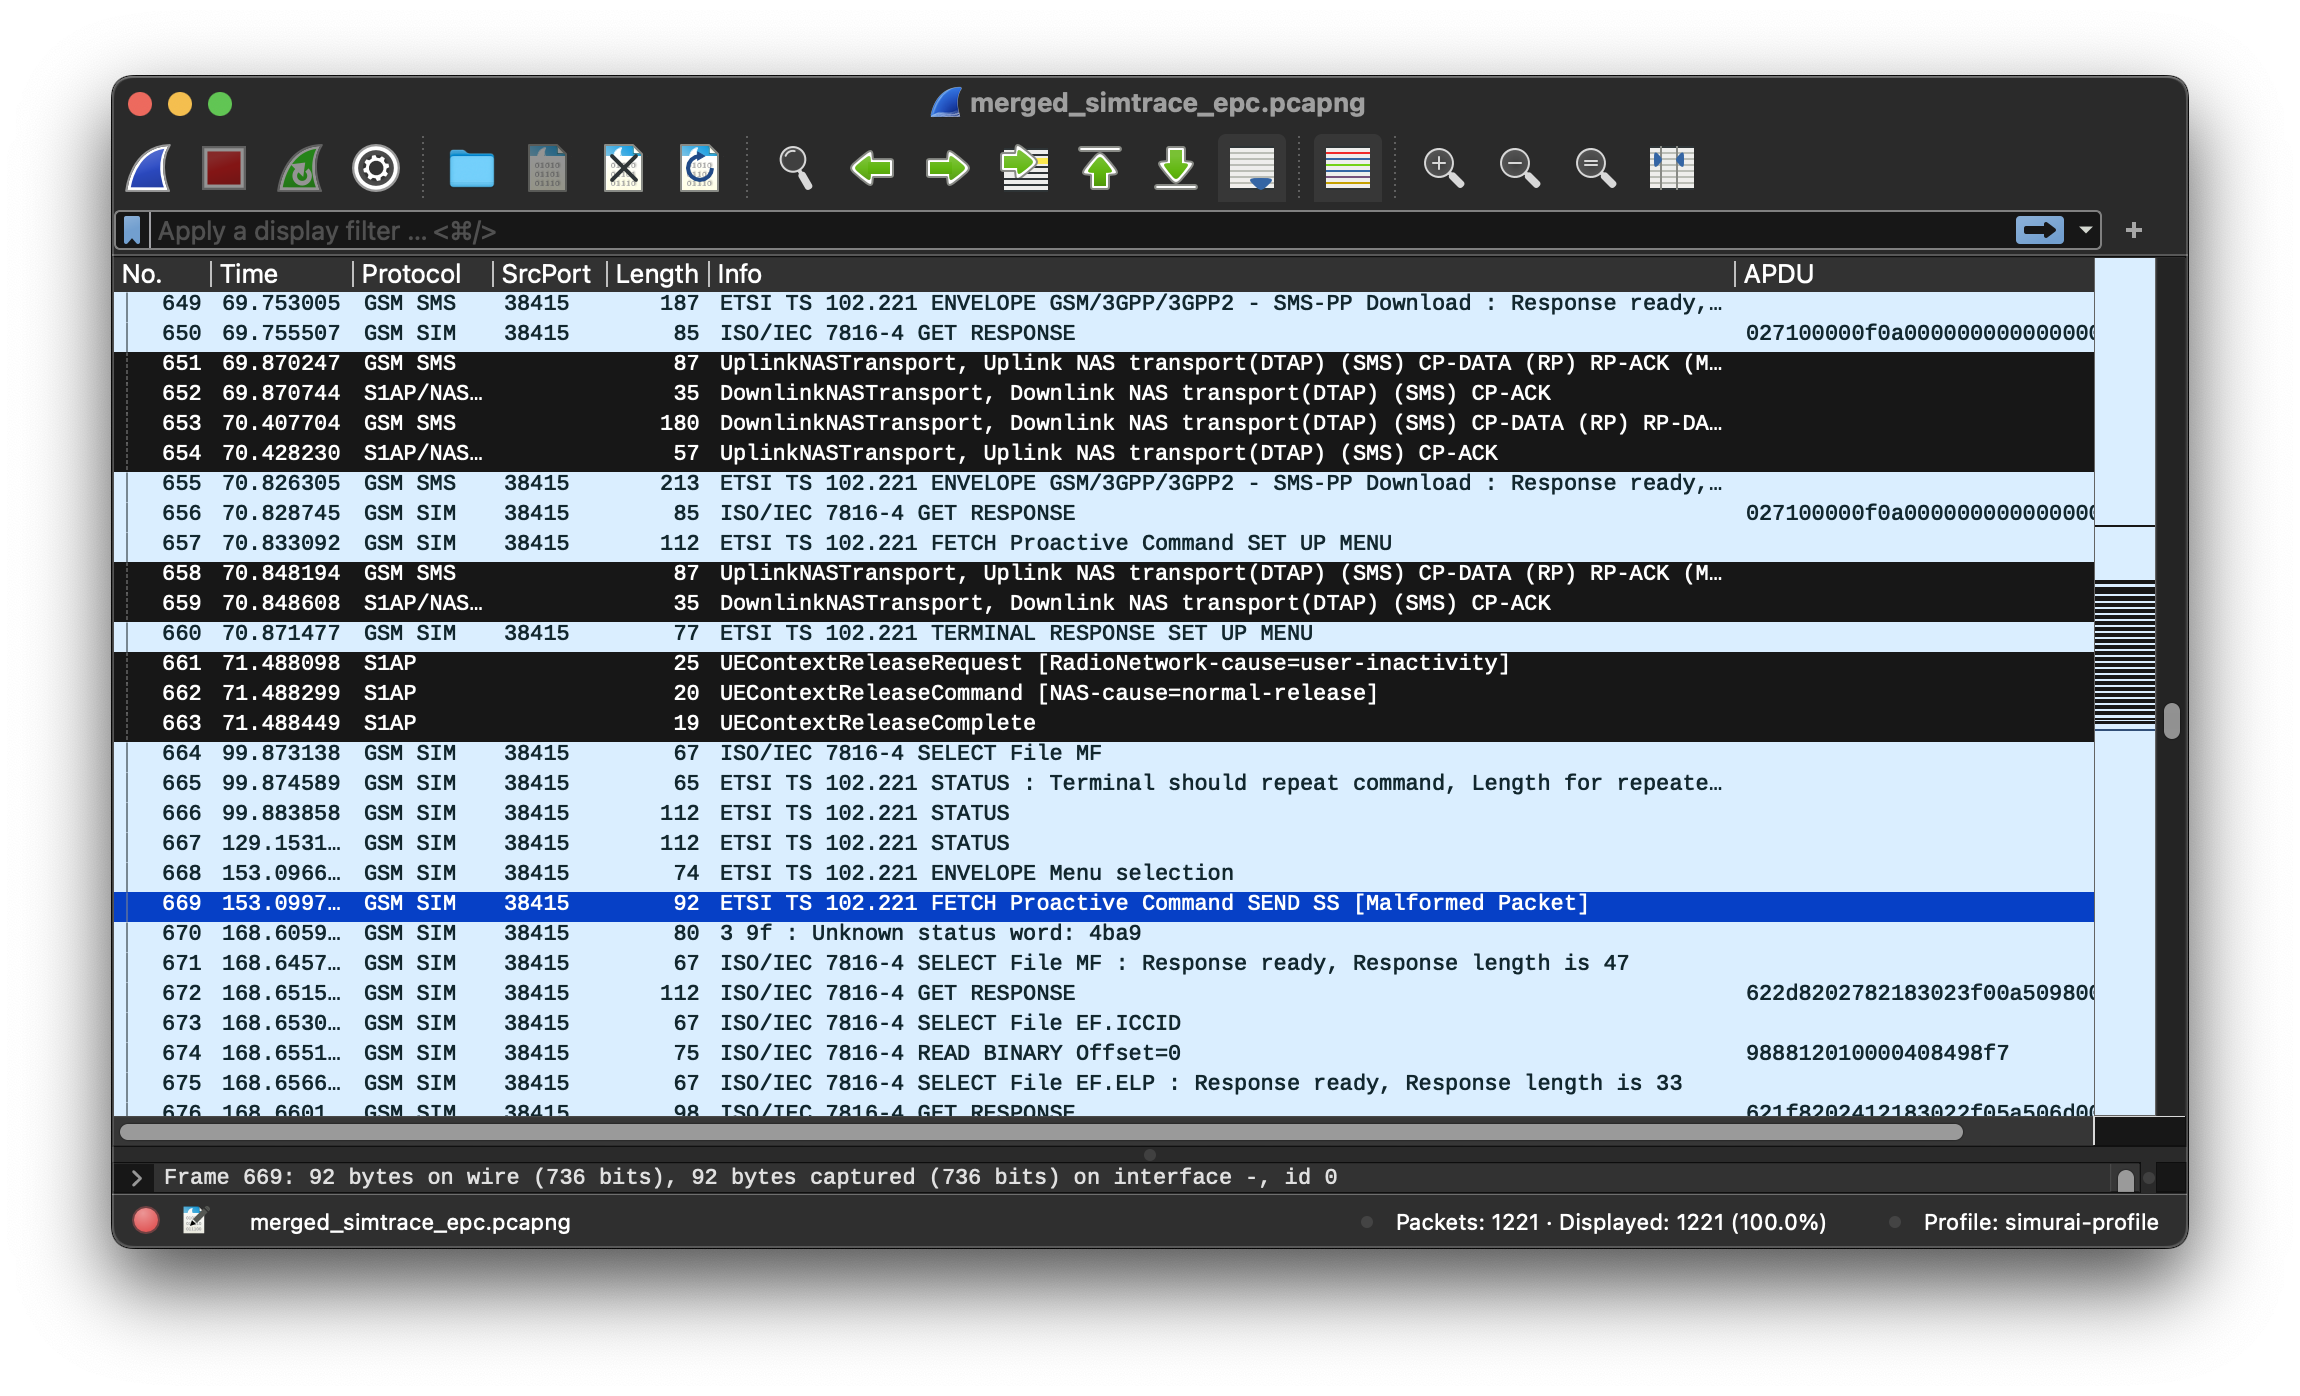 merged_simtrace_epc.pcapng
Apply a display filter ... <⌘/>
No. Time Protocol SrcPort Length Info APDU
649 69.753005 GSM SMS 38415 187 ETSI TS 102.221 ENVELOPE GSM/3GPP/3GPP2 - SMS-PP Download : Response ready,…
650 69.755507 GSM SIM 38415 85 ISO/IEC 7816-4 GET RESPONSE 027100000f0a000000000000000
651 69.870247 GSM SMS 87 UplinkNASTransport, Uplink NAS transport(DTAP) (SMS) CP-DATA (RP) RP-ACK (M…
652 69.870744 S1AP/NAS… 35 DownlinkNASTransport, Downlink NAS transport(DTAP) (SMS) CP-ACK
653 70.407704 GSM SMS 180 DownlinkNASTransport, Downlink NAS transport(DTAP) (SMS) CP-DATA (RP) RP-DA…
654 70.428230 S1AP/NAS… 57 UplinkNASTransport, Uplink NAS transport(DTAP) (SMS) CP-ACK
655 70.826305 GSM SMS 38415 213 ETSI TS 102.221 ENVELOPE GSM/3GPP/3GPP2 - SMS-PP Download : Response ready,…
656 70.828745 GSM SIM 38415 85 ISO/IEC 7816-4 GET RESPONSE 027100000f0a000000000000000
657 70.833092 GSM SIM 38415 112 ETSI TS 102.221 FETCH Proactive Command SET UP MENU
658 70.848194 GSM SMS 87 UplinkNASTransport, Uplink NAS transport(DTAP) (SMS) CP-DATA (RP) RP-ACK (M…
659 70.848608 S1AP/NAS… 35 DownlinkNASTransport, Downlink NAS transport(DTAP) (SMS) CP-ACK
660 70.871477 GSM SIM 38415 77 ETSI TS 102.221 TERMINAL RESPONSE SET UP MENU
661 71.488098 S1AP 25 UEContextReleaseRequest [RadioNetwork-cause=user-inactivity]
662 71.488299 S1AP 20 UEContextReleaseCommand [NAS-cause=normal-release]
663 71.488449 S1AP 19 UEContextReleaseComplete
664 99.873138 GSM SIM 38415 67 ISO/IEC 7816-4 SELECT File MF
665 99.874589 GSM SIM 38415 65 ETSI TS 102.221 STATUS : Terminal should repeat command, Length for repeate…
666 99.883858 GSM SIM 38415 112 ETSI TS 102.221 STATUS
667 129.1531… GSM SIM 38415 112 ETSI TS 102.221 STATUS
668 153.0966… GSM SIM 38415 74 ETSI TS 102.221 ENVELOPE Menu selection
669 153.0997… GSM SIM 38415 92 ETSI TS 102.221 FETCH Proactive Command SEND SS [Malformed Packet]
670 168.6059… GSM SIM 38415 80 3 9f : Unknown status word: 4ba9
671 168.6457… GSM SIM 38415 67 ISO/IEC 7816-4 SELECT File MF : Response ready, Response length is 47
672 168.6515… GSM SIM 38415 112 ISO/IEC 7816-4 GET RESPONSE 622d8202782183023f00a509800
673 168.6530… GSM SIM 38415 67 ISO/IEC 7816-4 SELECT File EF.ICCID
674 168.6551… GSM SIM 38415 75 ISO/IEC 7816-4 READ BINARY Offset=0 988812010000408498f7
675 168.6566… GSM SIM 38415 67 ISO/IEC 7816-4 SELECT File EF.ELP : Response ready, Response length is 33
676 168.6601… GSM SIM 38415 98 ISO/IEC 7816-4 GET RESPONSE 621f8202412183022f05a506d00
Frame 669: 92 bytes on wire (736 bits), 92 bytes captured (736 bits) on interface -, id 0
merged_simtrace_epc.pcapng Packets: 1221 · Displayed: 1221 (100.0%) Profile: simurai-profile